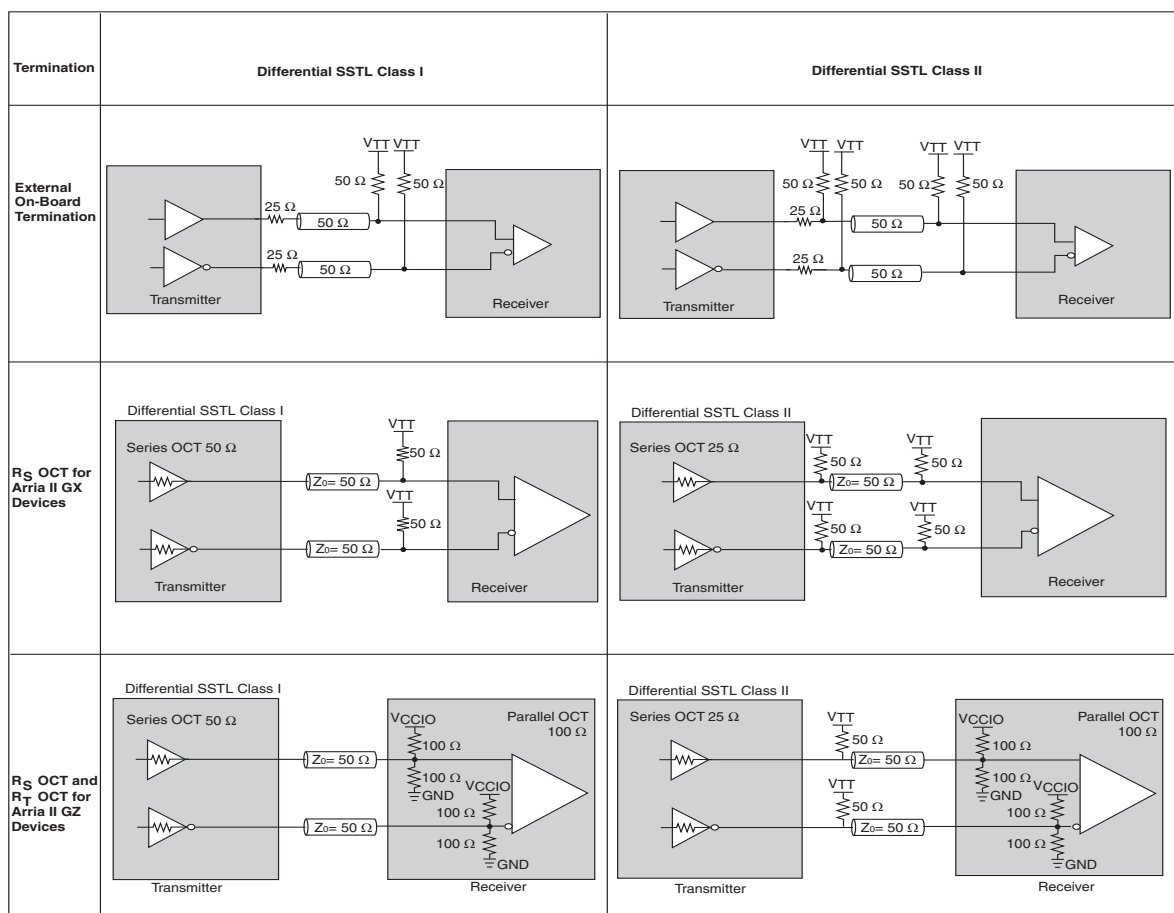 Termination
Differential SSTL Class I
Differential SSTL Class II
External
On-Board
Termination
VTT VTT
50 Ω
50 Ω
25 Ω
50 Ω
25 Ω
50 Ω
Transmitter
Receiver
VTT VTT
VTT VTT
50 Ω
50 Ω
50 Ω
50 Ω
25 Ω
50 Ω
25 Ω
50 Ω
Transmitter
Receiver
RS OCT for
Arria II GX
Devices
Differential SSTL Class I
Series OCT 50 Ω
VTT
50 Ω
Z0= 50 Ω
VTT
50 Ω
Z0= 50 Ω
Transmitter
Receiver
Differential SSTL Class II
Series OCT 25 Ω
VTT
50 Ω
VTT
50 Ω
Z0= 50 Ω
VTT
50 Ω
VTT
50 Ω
Z0= 50 Ω
Transmitter
Receiver
RS OCT and
RT OCT for
Arria II GZ
Devices
Differential SSTL Class I
Series OCT 50 Ω
VCCIO
Parallel OCT
100 Ω
100 Ω
Z0= 50 Ω
100 Ω
VCCIO
GND
100 Ω
Z0= 50 Ω
100 Ω
GND
Transmitter
Receiver
Differential SSTL Class II
Series OCT 25 Ω
VTT
50 Ω
VCCIO
Parallel OCT
100 Ω
100 Ω
Z0= 50 Ω
100 Ω
VTT
50 Ω
VCCIO
GND
100 Ω
Z0= 50 Ω
100 Ω
GND
Transmitter
Receiver